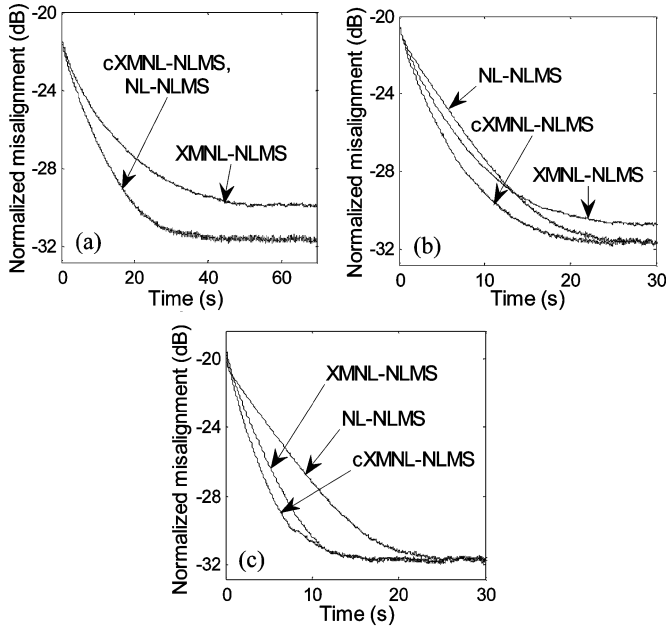 Normalized misalignment (dB)
-20
-24
-28
-32
cXMNL-NLMS,
NL-NLMS
XMNL-NLMS
(a)
0 20 40 60
Time (s)
Normalized misalignment (dB)
-20
-24
-28
-32
NL-NLMS
cXMNL-NLMS
XMNL-NLMS
(b)
0 10 20 30
Time (s)
Normalized misalignment (dB)
-20
-24
-28
-32
XMNL-NLMS
NL-NLMS
cXMNL-NLMS
(c)
0 10 20 30
Time (s)